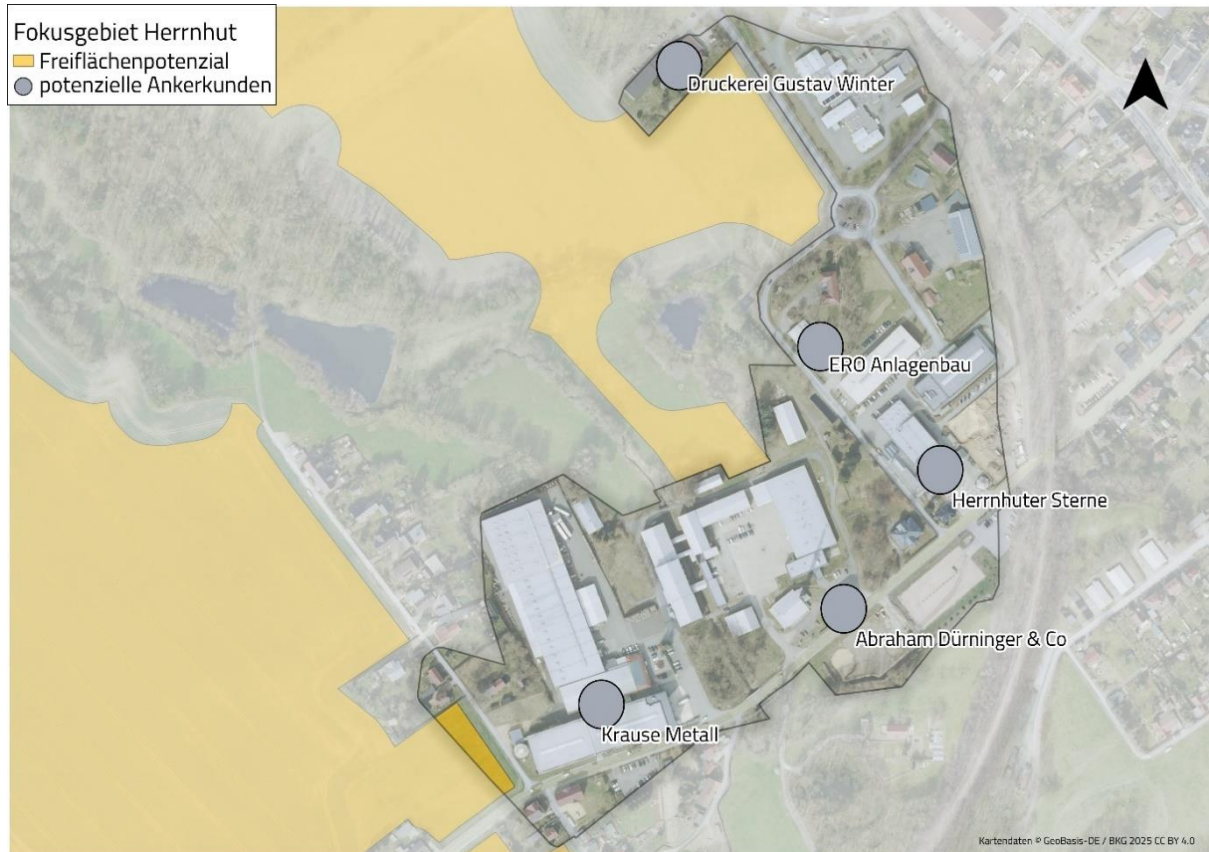 Fokusgebiet Herrnhut
Freiflächenpotenzial
potenzielle Ankerkunden
Druckerei Gustav Winter
ERO Anlagenbau
Herrnhuter Sterne
Abraham Dürninger & Co
Krause Metall
Kartendaten © GeoBasis-DE / BKG 2025 CC BY 4.0